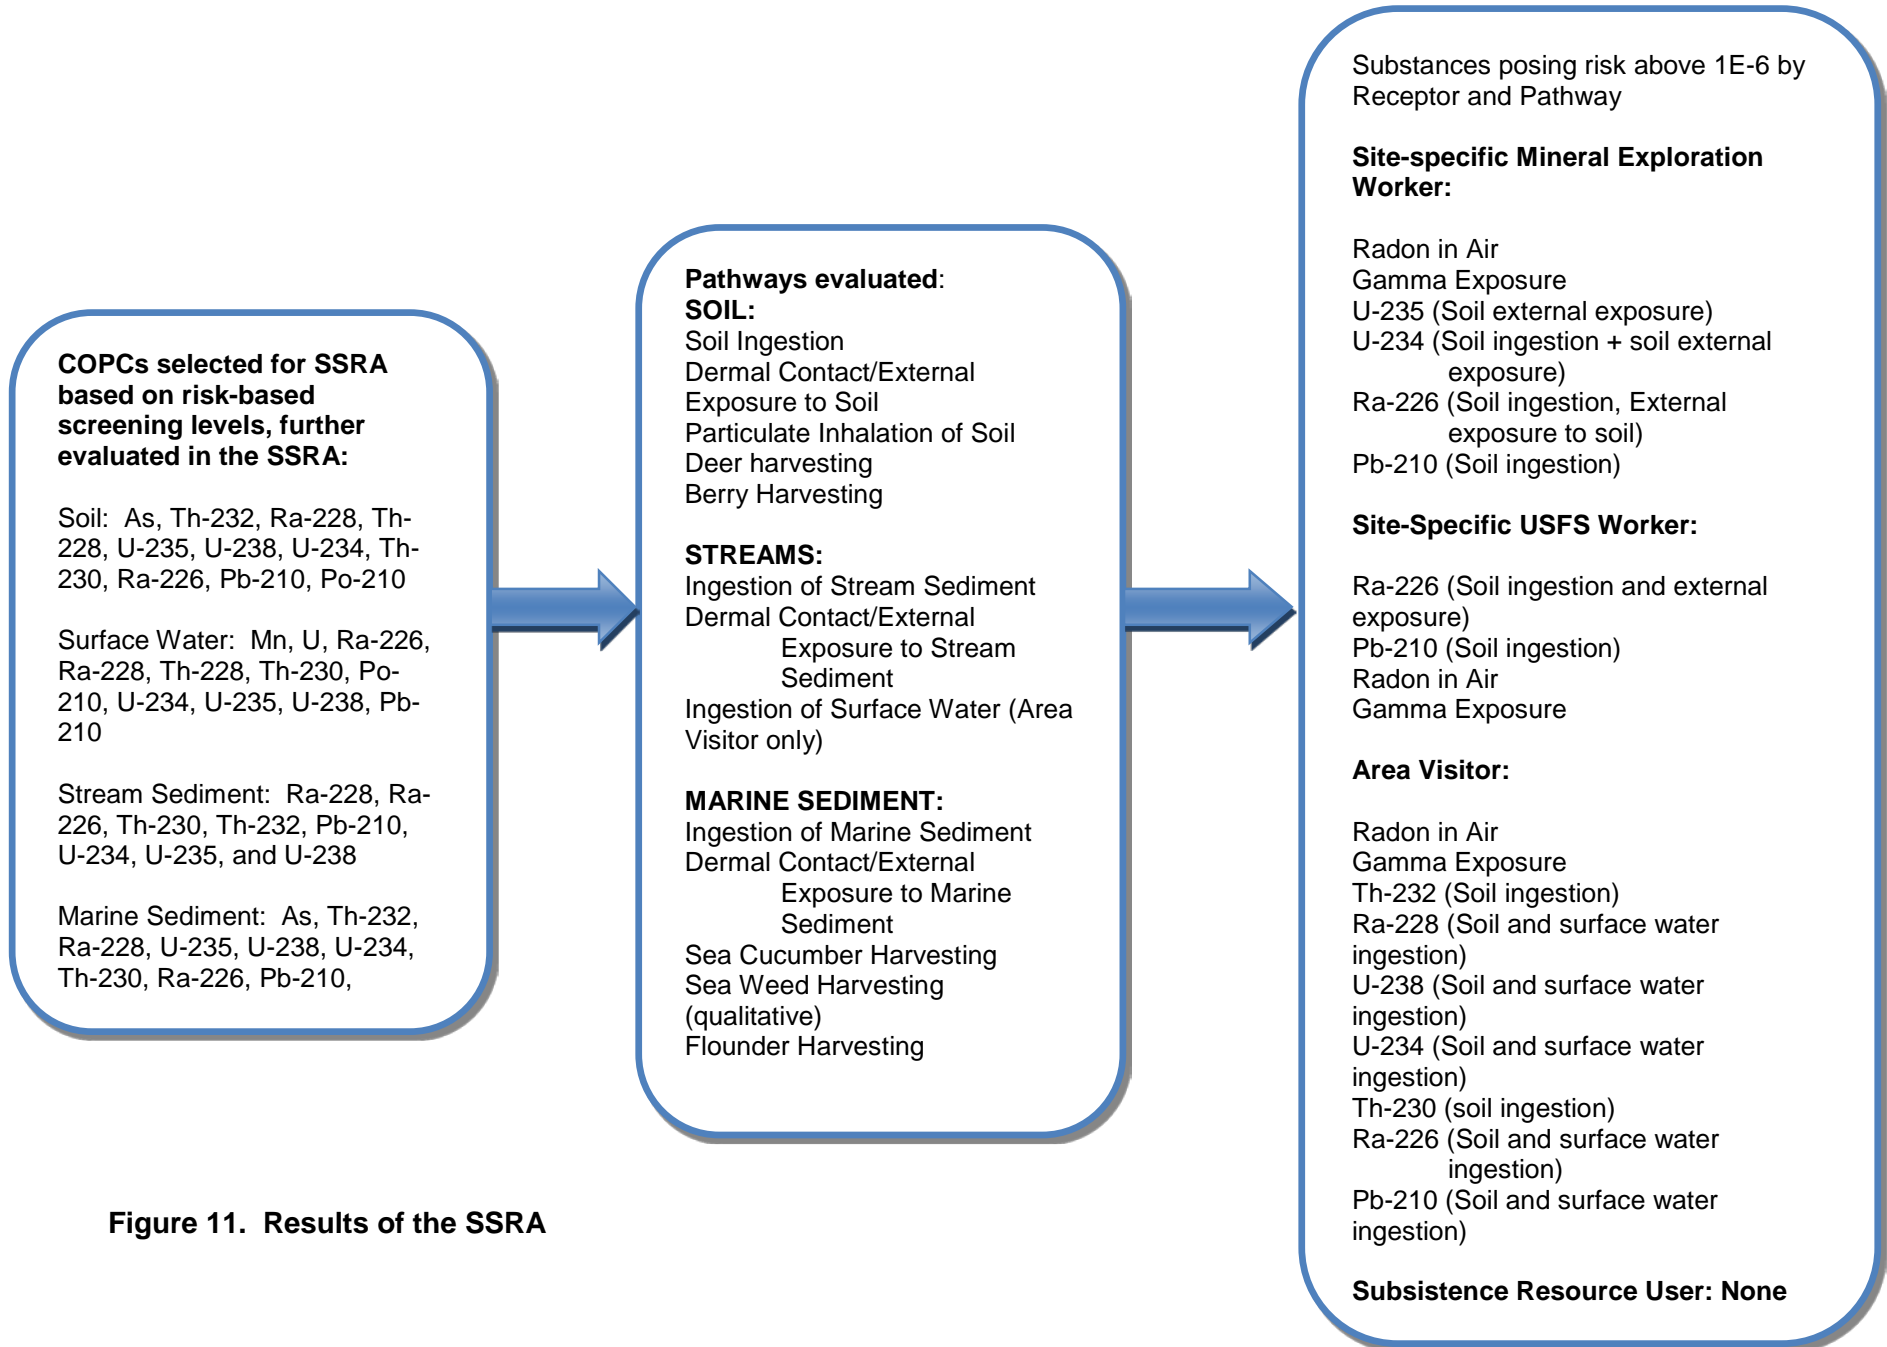 COPCs selected for SSRA
based on risk-based
screening levels, further
evaluated in the SSRA:
Soil: As, Th-232, Ra-228, Th-
228, U-235, U-238, U-234, Th-
230, Ra-226, Pb-210, Po-210
Surface Water: Mn, U, Ra-226,
Ra-228, Th-228, Th-230, Po-
210, U-234, U-235, U-238, Pb-
210
Stream Sediment: Ra-228, Ra-
226, Th-230, Th-232, Pb-210,
U-234, U-235, and U-238
Marine Sediment: As, Th-232,
Ra-228, U-235, U-238, U-234,
Th-230, Ra-226, Pb-210,
Pathways evaluated:
SOIL:
Soil Ingestion
Dermal Contact/External
Exposure to Soil
Particulate Inhalation of Soil
Deer harvesting
Berry Harvesting
STREAMS:
Ingestion of Stream Sediment
Dermal Contact/External
Exposure to Stream
Sediment
Ingestion of Surface Water (Area
Visitor only)
MARINE SEDIMENT:
Ingestion of Marine Sediment
Dermal Contact/External
Exposure to Marine
Sediment
Sea Cucumber Harvesting
Sea Weed Harvesting
(qualitative)
Flounder Harvesting
Substances posing risk above 1E-6 by
Receptor and Pathway
Site-specific Mineral Exploration
Worker:
Radon in Air
Gamma Exposure
U-235 (Soil external exposure)
U-234 (Soil ingestion + soil external
exposure)
Ra-226 (Soil ingestion, External
exposure to soil)
Pb-210 (Soil ingestion)
Site-Specific USFS Worker:
Ra-226 (Soil ingestion and external
exposure)
Pb-210 (Soil ingestion)
Radon in Air
Gamma Exposure
Area Visitor:
Radon in Air
Gamma Exposure
Th-232 (Soil ingestion)
Ra-228 (Soil and surface water
ingestion)
U-238 (Soil and surface water
ingestion)
U-234 (Soil and surface water
ingestion)
Th-230 (soil ingestion)
Ra-226 (Soil and surface water
ingestion)
Pb-210 (Soil and surface water
ingestion)
Subsistence Resource User: None
Figure 11. Results of the SSRA